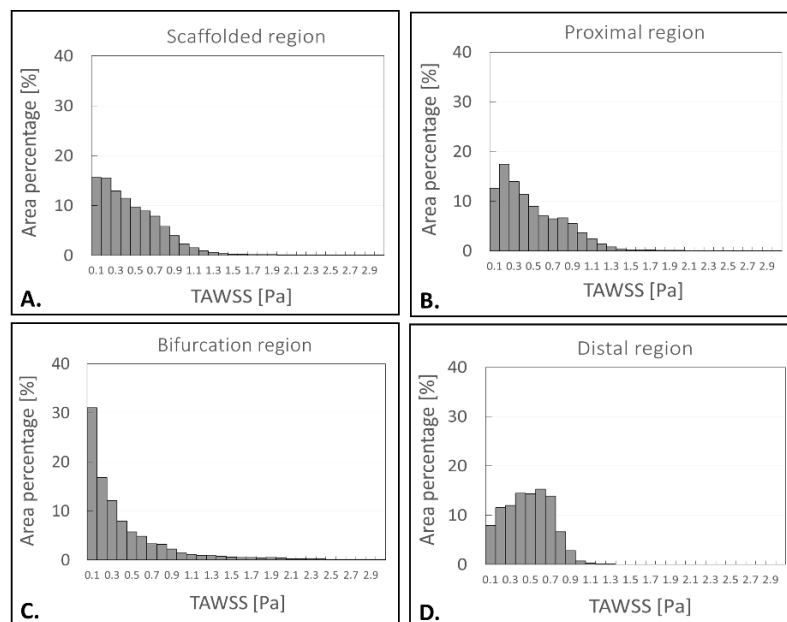 Scaffolded region
Area percentage [%]
40
30
20
10
0
0.1 0.3 0.5 0.7 0.9 1.1 1.3 1.5 1.7 1.9 2.1 2.3 2.5 2.7 2.9
TAWSS [Pa]
A.
Proximal region
Area percentage [%]
40
30
20
10
0
0.1 0.3 0.5 0.7 0.9 1.1 1.3 1.5 1.7 1.9 2.1 2.3 2.5 2.7 2.9
TAWSS [Pa]
B.
Bifurcation region
Area percentage [%]
40
30
20
10
0
0.1 0.3 0.5 0.7 0.9 1.1 1.3 1.5 1.7 1.9 2.1 2.3 2.5 2.7 2.9
TAWSS [Pa]
C.
Distal region
Area percentage [%]
40
30
20
10
0
0.1 0.3 0.5 0.7 0.9 1.1 1.3 1.5 1.7 1.9 2.1 2.3 2.5 2.7 2.9
TAWSS [Pa]
D.